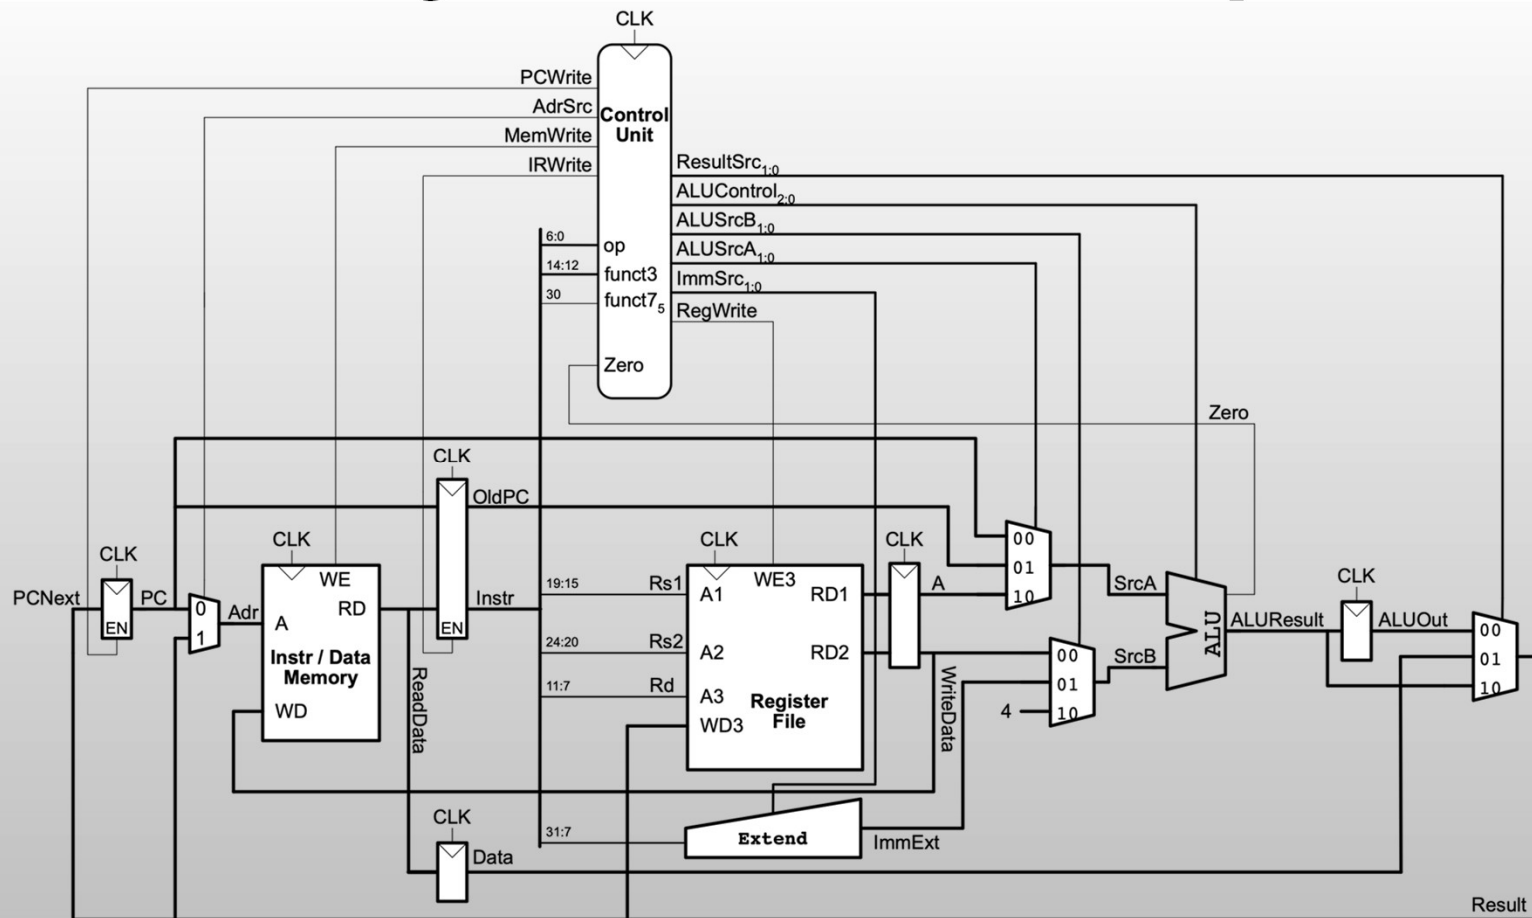 CLK
PCWrite
AdrSrc
MemWrite
IRWrite
Control
Unit
ResultSrc1:0
ALUControl2:0
ALUSrcB1:0
ALUSrcA1:0
ImmSrc1:0
RegWrite
6:0
op
14:12
funct3
30
funct75
Zero
Zero
CLK
OldPC
CLK
CLK
CLK
CLK
CLK
PCNext
EN
PC
0
1
Adr
WE
RD
A
Instr / Data
Memory
WD
EN
Instr
ReadData
19:15
Rs1
24:20
Rs2
11:7
Rd
A1
WE3
RD1
A2
RD2
A3
WD3
Register
File
A
WriteData
00
01
10
00
01
10
4
SrcA
SrcB
ALU
ALUResult
ALUOut
00
01
10
CLK
Data
31:7
Extend
ImmExt
Result